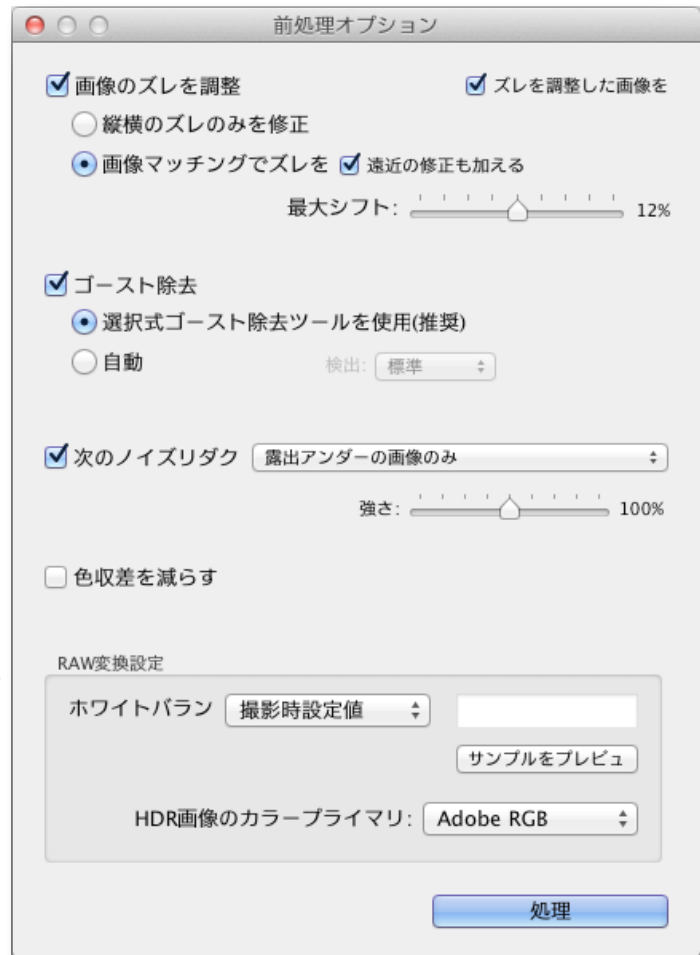 前処理オプション
画像のズレを調整 ズレを調整した画像を
縦横のズレのみを修正
画像マッチングでズレを 遠近の修正も加える
最大シフト: 12%
ゴースト除去
選択式ゴースト除去ツールを使用(推奨)
自動 検出: 標準
次のノイズリダク 露出アンダーの画像のみ
強さ: 100%
色収差を減らす
RAW変換設定
ホワイトバラン 撮影時設定値
サンプルをプレビュ
HDR画像のカラープライマリ: Adobe RGB
処理